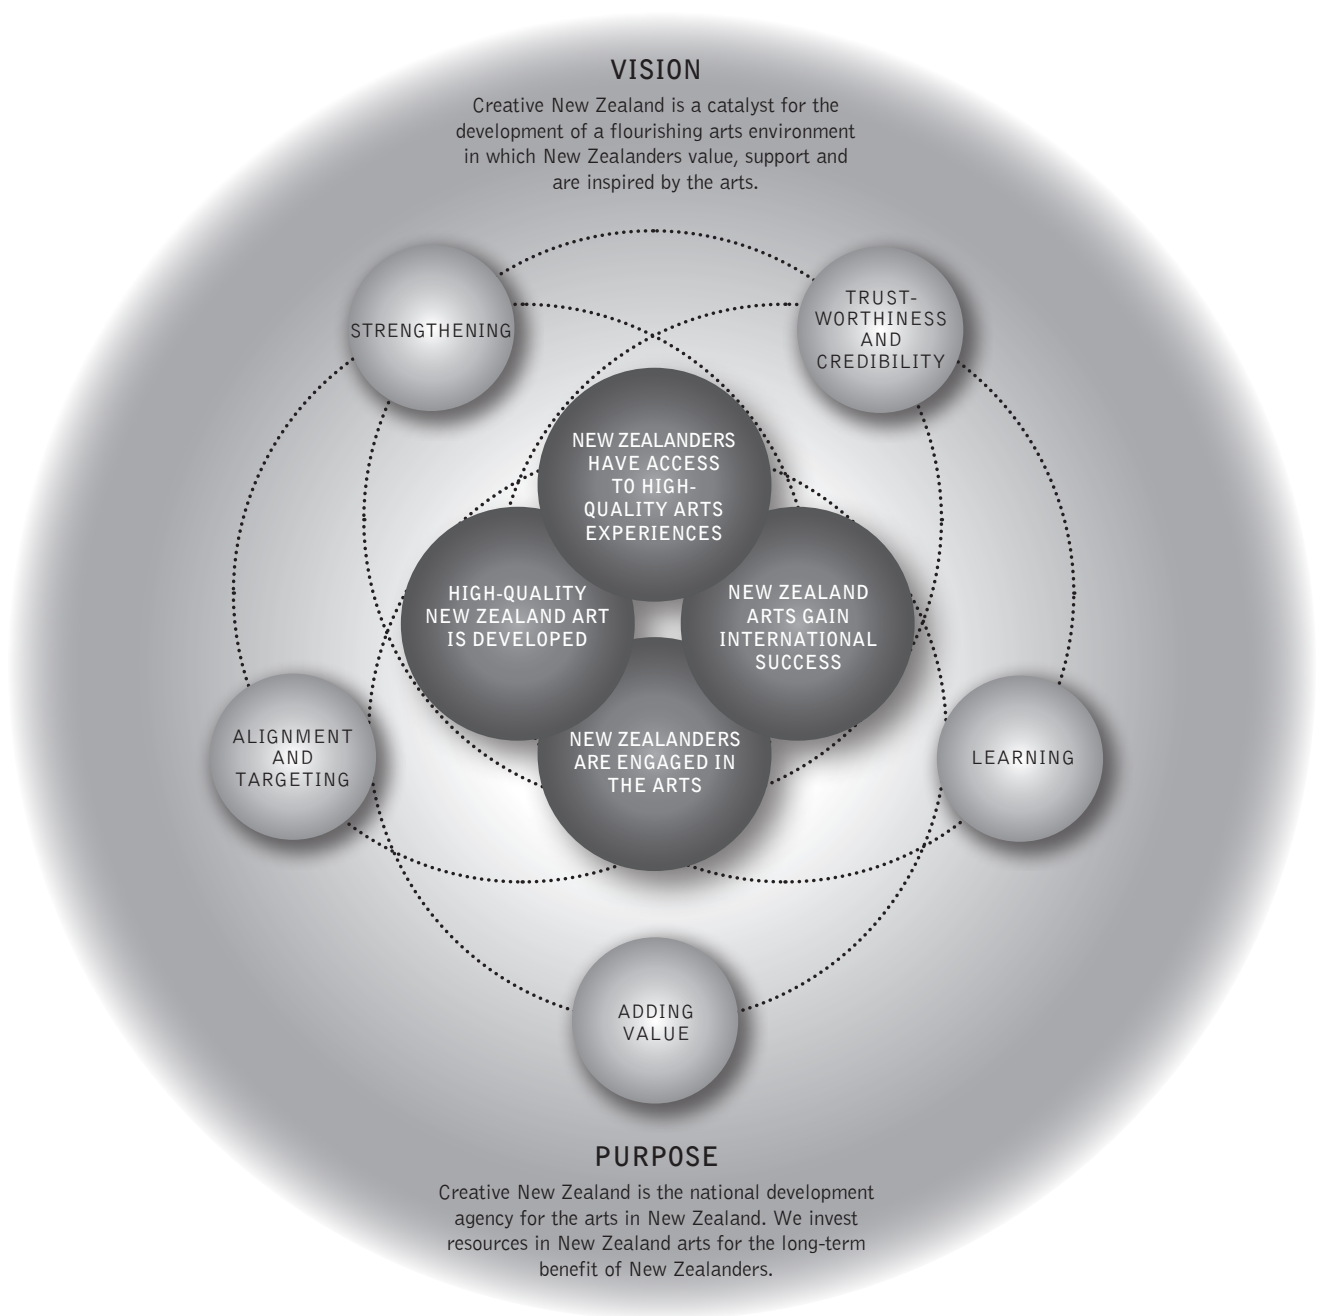 VISION
Creative New Zealand is a catalyst for the
development of a flourishing arts environment
in which New Zealanders value, support and
are inspired by the arts.
STRENGTHENING
TRUST-
WORTHINESS
AND
CREDIBILITY
NEW ZEALANDERS
HAVE ACCESS
TO HIGH-
QUALITY ARTS
EXPERIENCES
HIGH-QUALITY
NEW ZEALAND ART
IS DEVELOPED
NEW ZEALAND
ARTS GAIN
INTERNATIONAL
SUCCESS
NEW ZEALANDERS
ARE ENGAGED IN
THE ARTS
ALIGNMENT
AND
TARGETING
LEARNING
ADDING
VALUE
PURPOSE
Creative New Zealand is the national development
agency for the arts in New Zealand. We invest
resources in New Zealand arts for the long-term
benefit of New Zealanders.